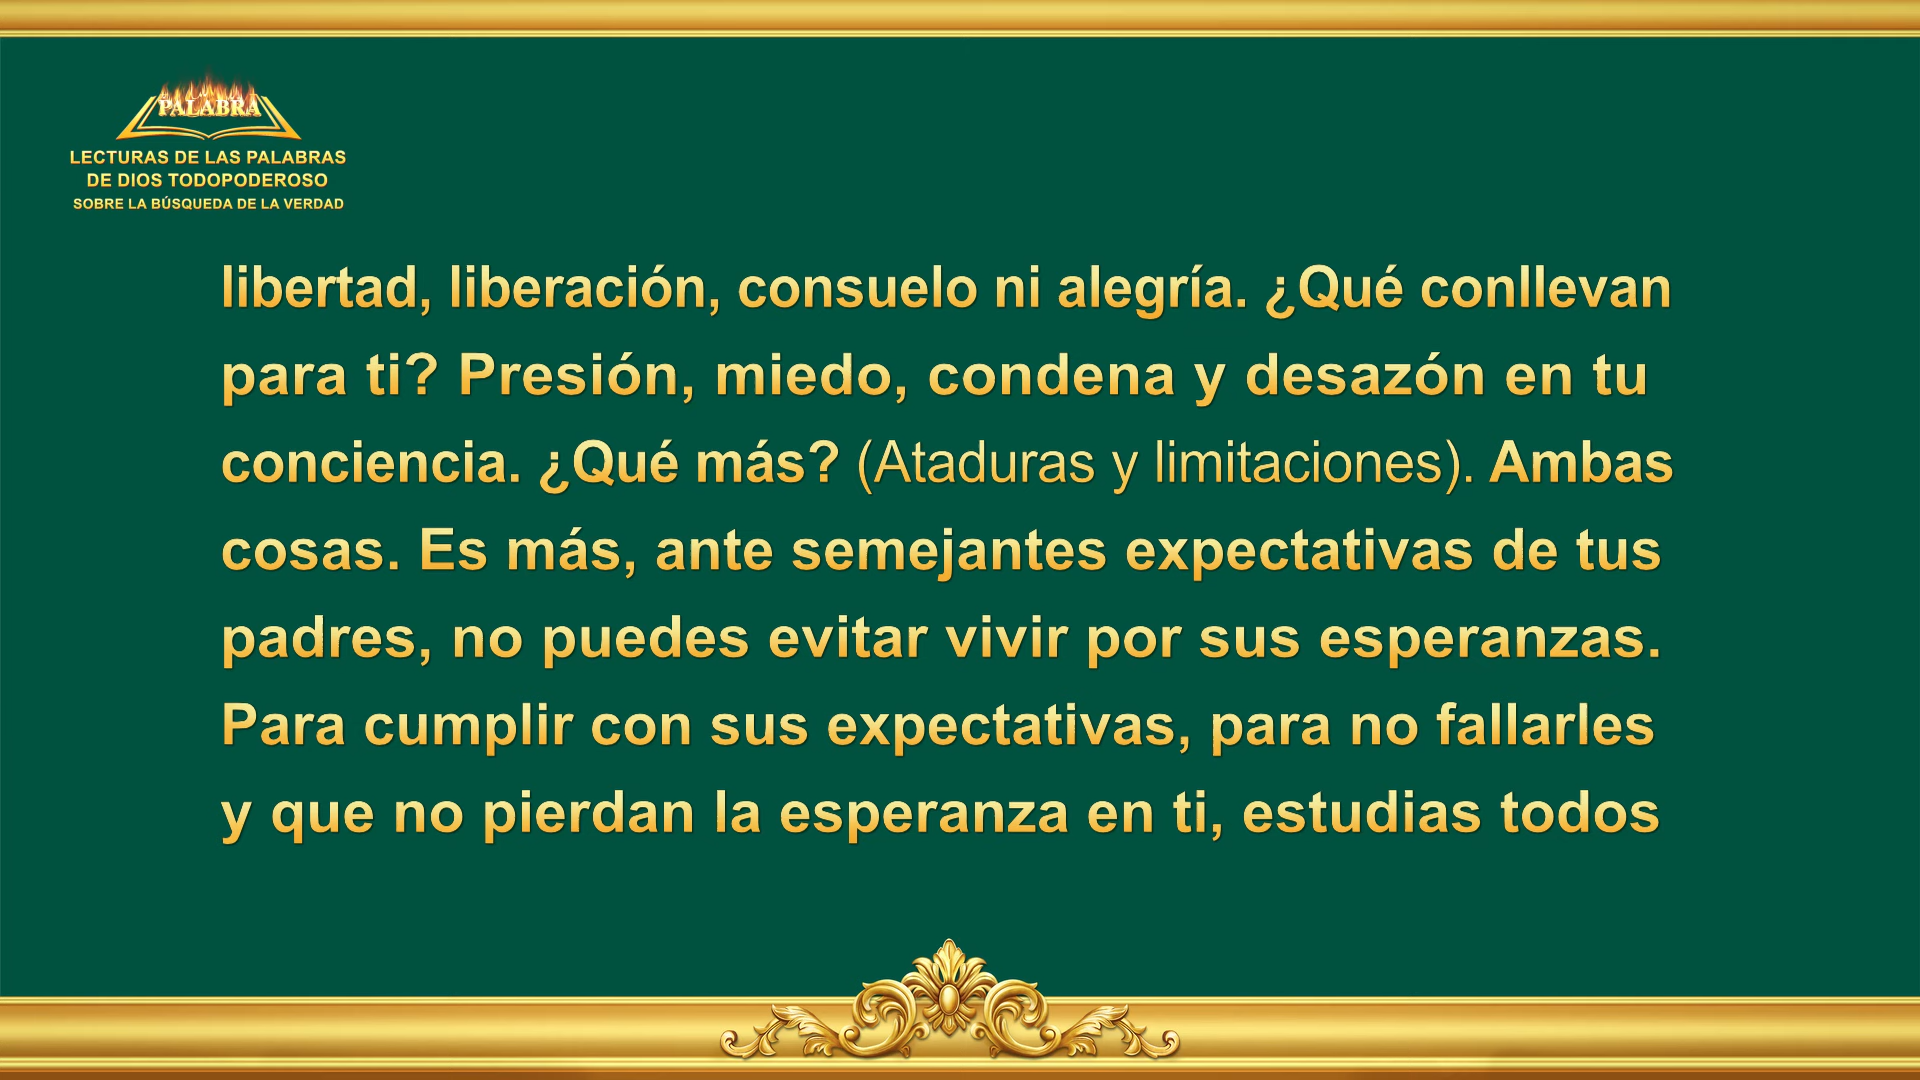 PALABRA
LECTURAS DE LAS PALABRAS
DE DIOS TODOPODEROSO
SOBRE LA BÚSQUEDA DE LA VERDAD
libertad, liberación, consuelo ni alegría. ¿Qué conllevan
para ti? Presión, miedo, condena y desazón en tu
conciencia. ¿Qué más? (Ataduras y limitaciones). Ambas
cosas. Es más, ante semejantes expectativas de tus
padres, no puedes evitar vivir por sus esperanzas.
Para cumplir con sus expectativas, para no fallarles
y que no pierdan la esperanza en ti, estudias todos